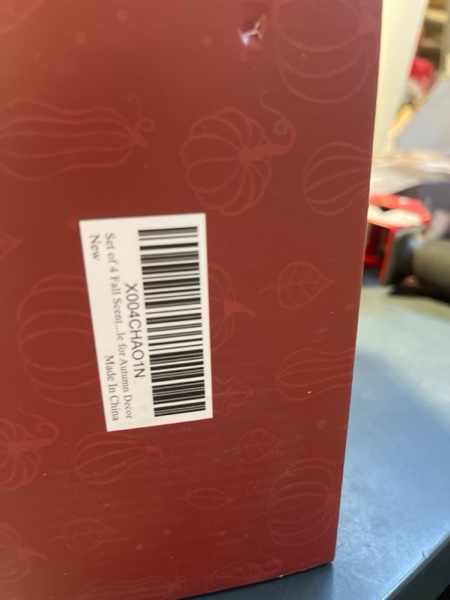 X004CHAO1N
Set of 4 Fall Scent...le for Autumn Decor
New
Made In China